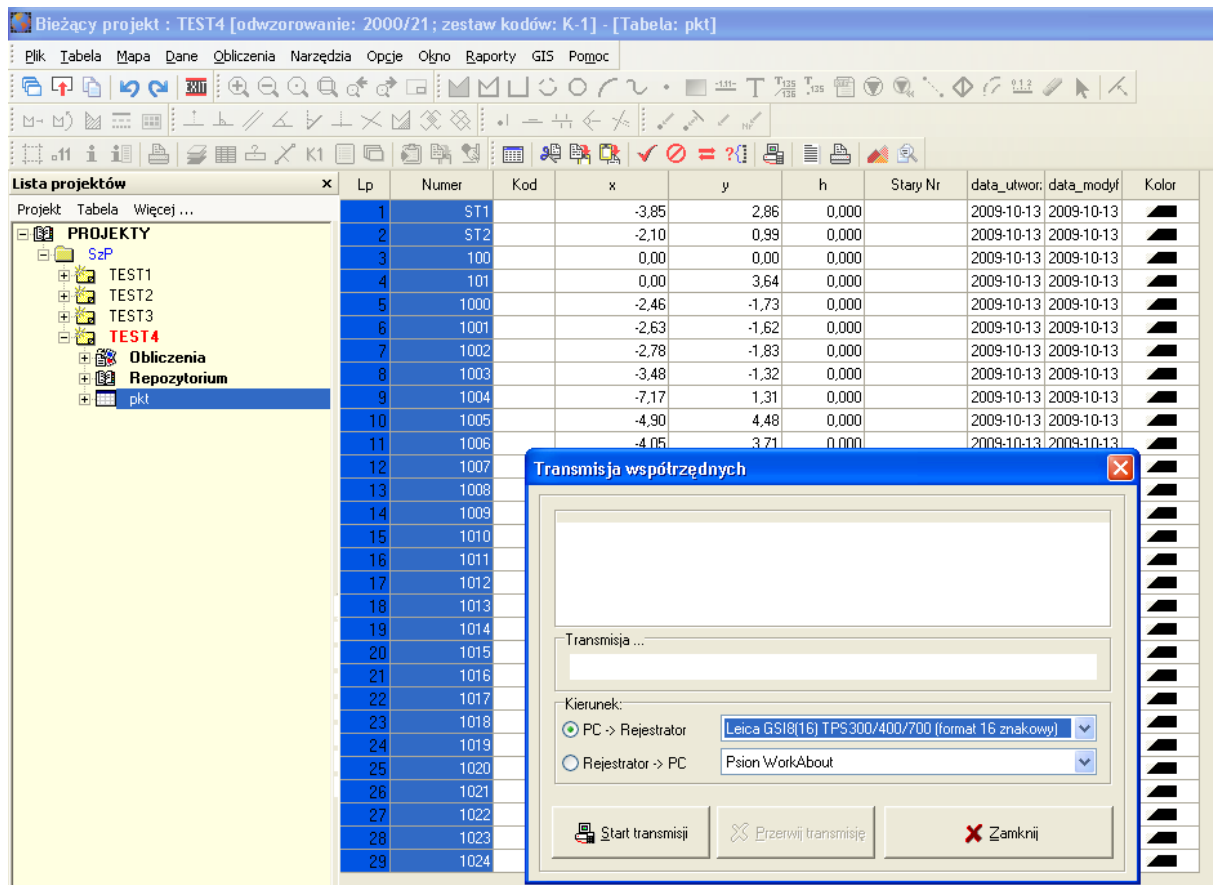 Bieżący projekt : TEST4 [odwzorowanie: 2000/21; zestaw kodów: K-1] - [Tabela: pkt]
Plik Tabela Mapa Dane Obliczenia Narzędzia Opcje Okno Raporty GIS Pomoc
Lista projektów x
Projekt Tabela Więcej ...
PROJEKTY
SzP
TEST1
TEST2
TEST3
TEST4
Obliczenia
Repozytorium
pkt
Lp Numer Kod x y h Stary Nr data_utwor: data_modyf Kolor
1 ST1 -3,85 2,86 0,000 2009-10-13 2009-10-13
2 ST2 -2,10 0,99 0,000 2009-10-13 2009-10-13
3 100 0,00 0,00 0,000 2009-10-13 2009-10-13
4 101 0,00 3,64 0,000 2009-10-13 2009-10-13
5 1000 -2,46 -1,73 0,000 2009-10-13 2009-10-13
6 1001 -2,63 -1,62 0,000 2009-10-13 2009-10-13
7 1002 -2,78 -1,83 0,000 2009-10-13 2009-10-13
8 1003 -3,48 -1,32 0,000 2009-10-13 2009-10-13
9 1004 -7,17 1,31 0,000 2009-10-13 2009-10-13
10 1005 -4,90 4,48 0,000 2009-10-13 2009-10-13
11 1006 -4,05 3,71 0,000 2009-10-13 2009-10-13
12 1007
13 1008
14 1009
15 1010
16 1011
17 1012
18 1013
19 1014
20 1015
21 1016
22 1017
23 1018
24 1019
25 1020
26 1021
27 1022
28 1023
29 1024
Transmisja współrzędnych
Transmisja ...
Kierunek:
PC -> Rejestrator Leica GSI8(16) TPS300/400/700 (format 16 znakowy)
Rejestrator -> PC Psion WorkAbout
Start transmisji Przerwij transmisję Zamknij